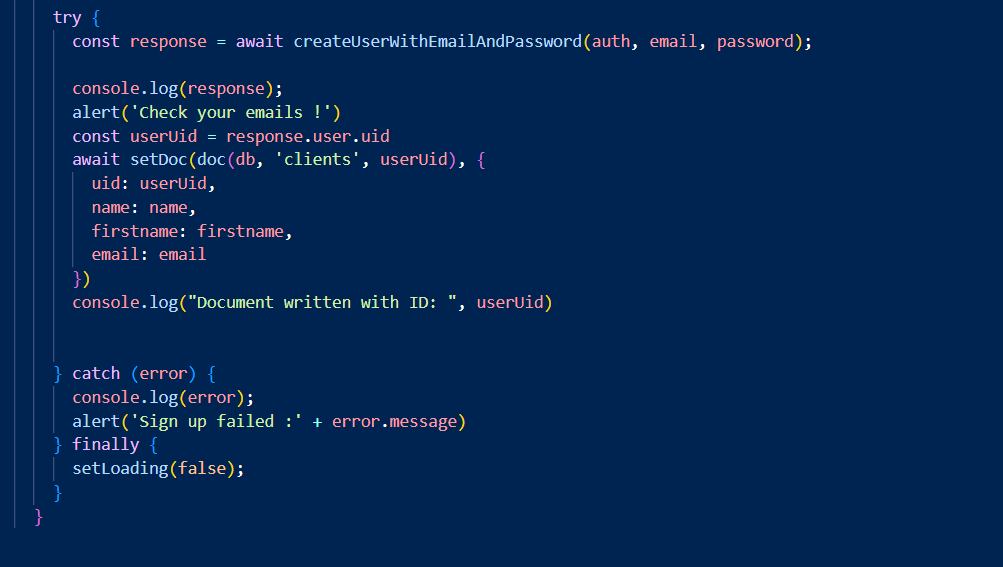 try {
const response = await createUserWithEmailAndPassword(auth, email, password);
console.log(response);
alert('Check your emails !')
const userUid = response.user.uid
await setDoc(doc(db, 'clients', userUid), {
uid: userUid,
name: name,
firstname: firstname,
email: email
})
console.log("Document written with ID: ", userUid)
} catch (error) {
console.log(error);
alert('Sign up failed :' + error.message)
} finally {
setLoading(false);
}
}